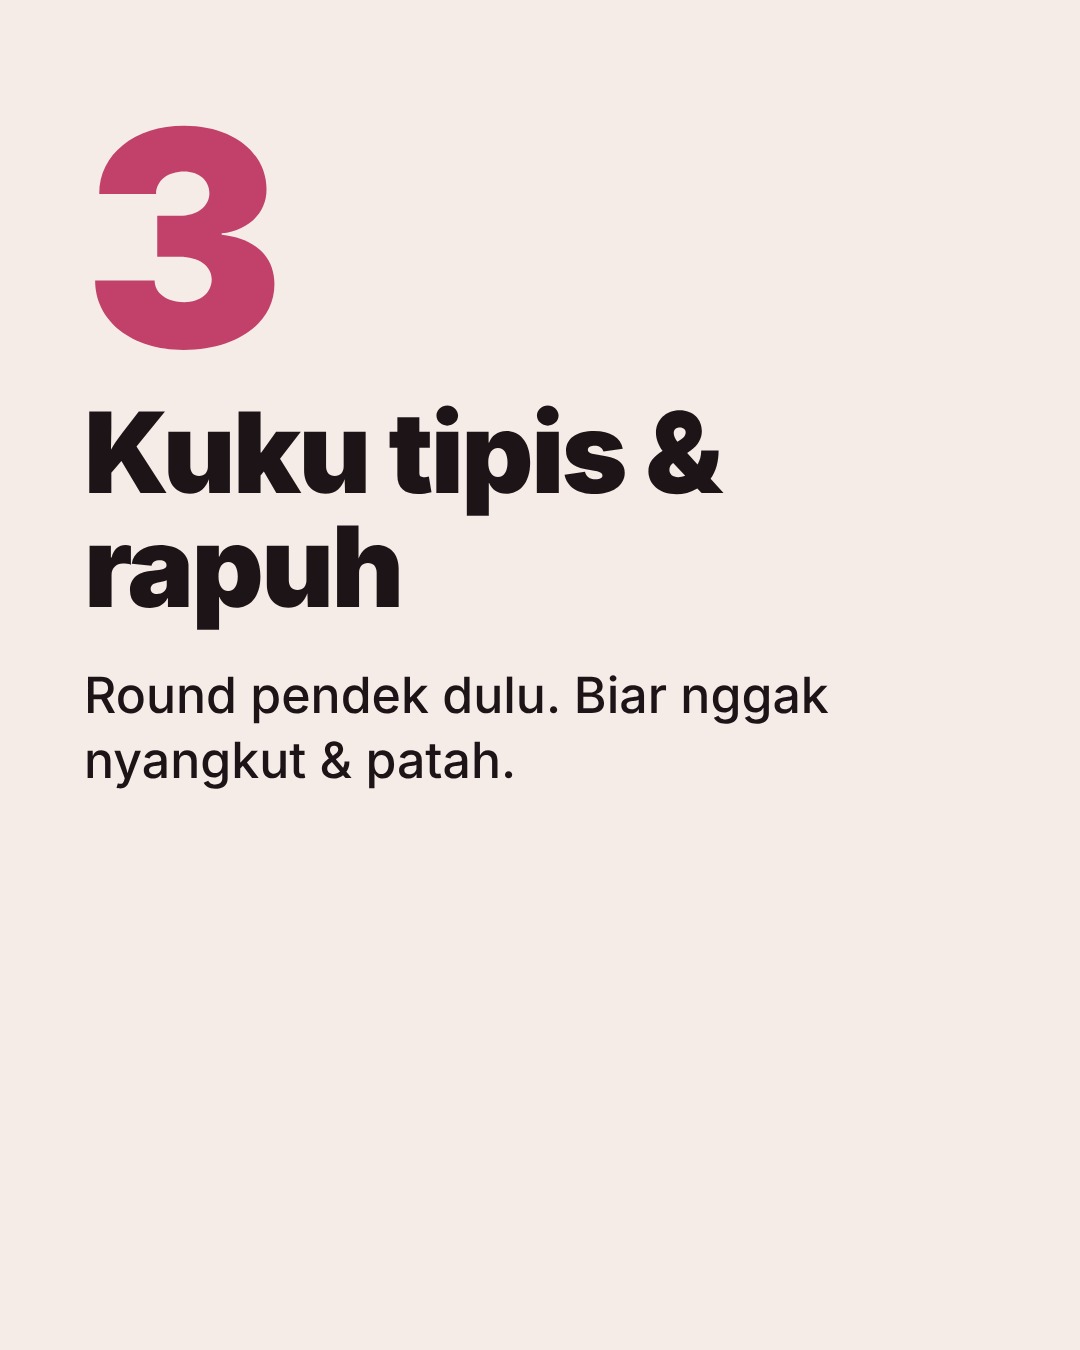 3
Kuku tipis &
rapuh
Round pendek dulu. Biar nggak
nyangkut & patah.